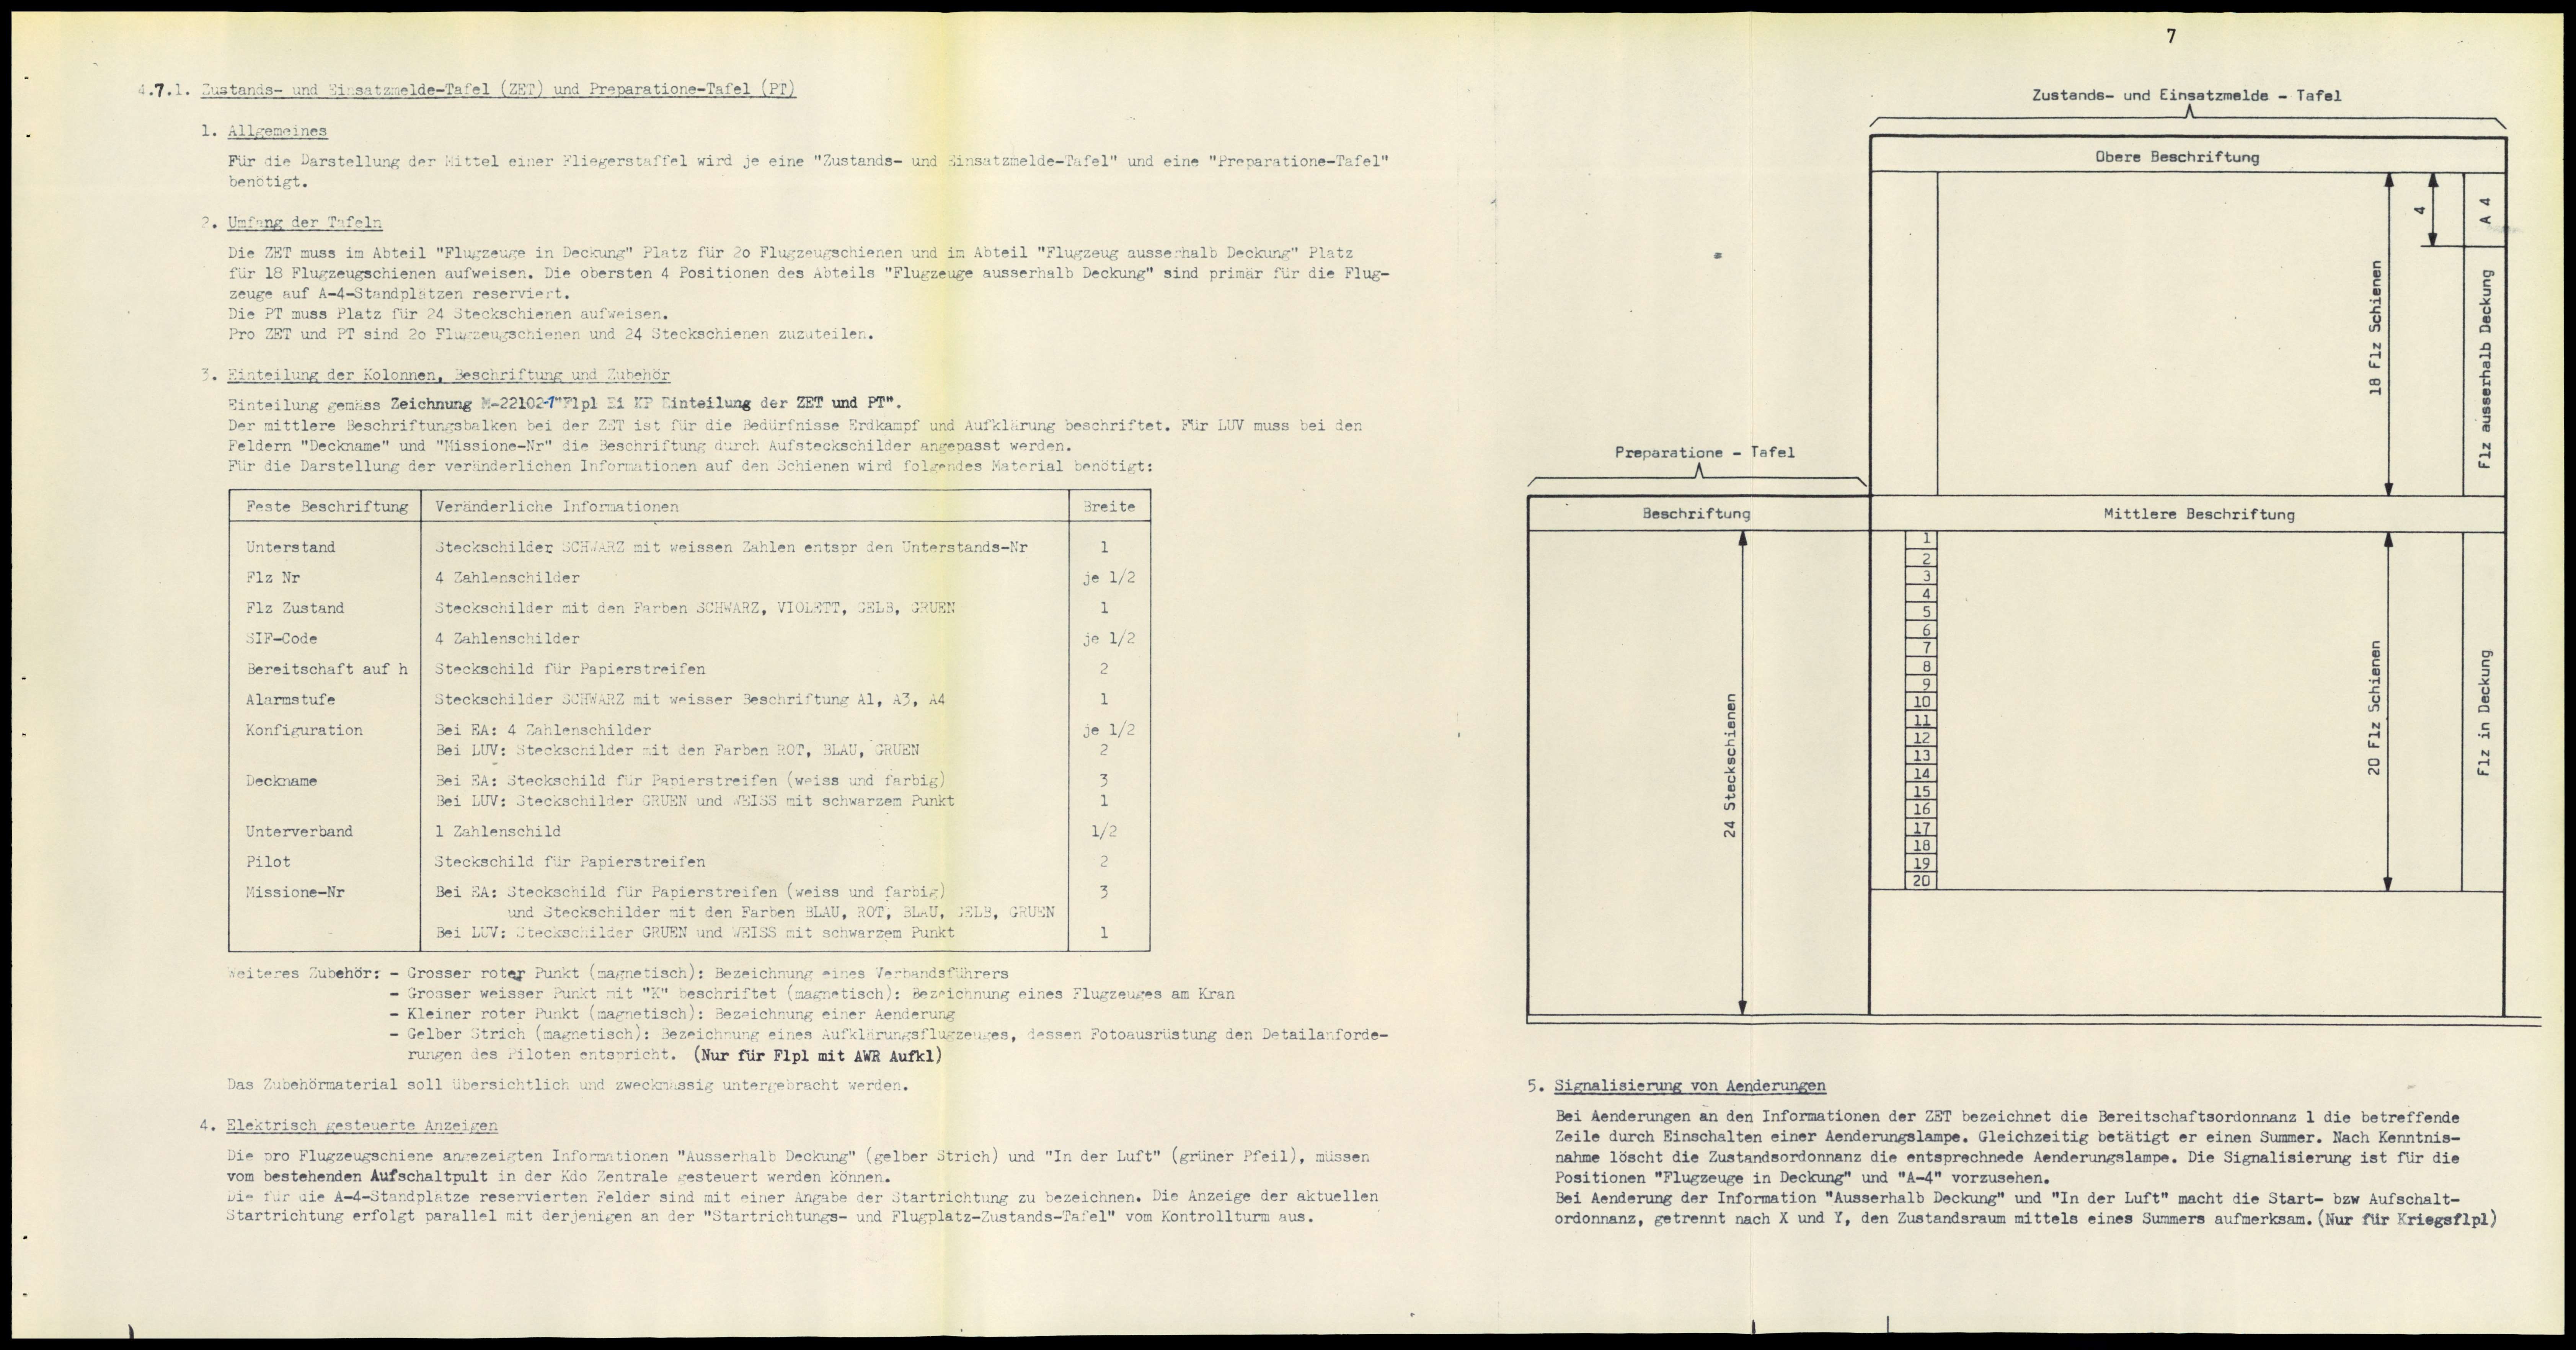 7
4.7.1. Zustands- und Einsatzmelde-Tafel (ZET) und Preparations-Tafel (PT)
1. Allgemeines
Für die Darstellung der Mittel einer Fliegerstaffel wird je eine "Zustands- und Einsatzmelde-Tafel" und eine "Preparatione-Tafel"
benötigt.
2. Umfang der Tafeln
Die ZET muss im Abteil "Flugzeuge in Deckung" Platz für 2o Flugzeugschienen und im Abteil "Flugzeug ausserhalb Deckung" Platz
für 18 Flugzeugschienen aufweisen. Die obersten 4 Positionen des Abteils "Flugzeuge ausserhalb Deckung" sind primär für die Flug-
zeuge auf A-4-Standplätzen reserviert.
Die PT muss Platz für 24 Steckschienen aufweisen.
Pro ZET und PT sind 2o Flugzeugschienen und 24 Steckschienen zuzuteilen.
3. Einteilung der Kolonnen, Beschriftung und Zubehör
Einteilung gemäss Zeichnung M-22102-1"Flpl Ei KP Einteilung der ZET und PT".
Der mittlere Beschriftungsbalken bei der ZET ist für die Bedürfnisse Erdkampf und Aufklärung beschriftet. Für LUV muss bei den
Feldern "Deckname" und "Missione-Nr" die Beschriftung durch Aufsteckschilder angepasst werden.
Für die Darstellung der veränderlichen Informationen auf den Schienen wird folgendes Material benötigt:
Feste Beschriftung Veränderliche Informationen Breite
Unterstand Steckschilder SCHWARZ mit weissen Zahlen entspr den Unterstands-Nr 1
Flz Nr 4 Zahlenschilder je 1/2
Flz Zustand Steckschilder mit den Farben SCHWARZ, VIOLETT, GELB, GRUEN 1
SIF-Code 4 Zahlenschilder je 1/2
Bereitschaft auf h Steckschild für Papierstreifen 2
Alarmstufe Steckschilder SCHWARZ mit weisser Beschriftung A1, A3, A4 1
Konfiguration Bei EA: 4 Zahlenschilder je 1/2
Bei LUV: Steckschilder mit den Farben ROT, BLAU, GRUEN 2
Deckname Bei EA: Steckschild für Papierstreifen (weiss und farbig) 3
Bei LUV: Steckschilder GRUEN und WEISS mit schwarzem Punkt 1
Unterverband 1 Zahlenschild 1/2
Pilot Steckschild für Papierstreifen 2
Missione-Nr Bei EA: Steckschild für Papierstreifen (weiss und farbig) 3
und Steckschilder mit den Farben BLAU, ROT, BLAU, GELB, GRUEN
Bei LUV: Steckschilder GRUEN und WEISS mit schwarzem Punkt 1
Weiteres Zubehör: - Grosser roter Punkt (magnetisch): Bezeichnung eines Verbandsführers
- Grosser weisser Punkt mit "K" beschriftet (magnetisch): Bezeichnung eines Flugzeuges am Kran
- Kleiner roter Punkt (magnetisch): Bezeichnung einer Aenderung
- Gelber Strich (magnetisch): Bezeichnung eines Aufklärungsflugzeuges, dessen Fotoausrüstung den Detailanforde-
rungen des Piloten entspricht. (Nur für Flpl mit AWR Aufkl)
Das Zubehörmaterial soll übersichtlich und zweckmässig untergebracht werden.
4. Elektrisch gesteuerte Anzeigen
Die pro Flugzeugschiene angezeigten Informationen "Ausserhalb Deckung" (gelber Strich) und "In der Luft" (grüner Pfeil), müssen
vom bestehenden Aufschaltpult in der Kdo Zentrale gesteuert werden können.
Die für die A-4-Standplätze reservierten Felder sind mit einer Angabe der Startrichtung zu bezeichnen. Die Anzeige der aktuellen
Startrichtung erfolgt parallel mit derjenigen an der "Startrichtungs- und Flugplatz-Zustands-Tafel" vom Kontrollturm aus.
Zustands- und Einsatzmelde - Tafel
Obere Beschriftung
4
A 4
18 Flz Schienen
Flz ausserhalb Deckung
Preparatione - Tafel
Beschriftung
Mittlere Beschriftung
24 Steckschienen
1
2
3
4
5
6
7
8
9
10
11
12
13
14
15
16
17
18
19
20
20 Flz Schienen
Flz in Deckung
5. Signalisierung von Aenderungen
Bei Aenderungen an den Informationen der ZET bezeichnet die Bereitschaftsordonnanz 1 die betreffende
Zeile durch Einschalten einer Aenderungslampe. Gleichzeitig betätigt er einen Summer. Nach Kenntnis-
nahme löscht die Zustandsordonnanz die entsprechnede Aenderungslampe. Die Signalisierung ist für die
Positionen "Flugzeuge in Deckung" und "A-4" vorzusehen.
Bei Aenderung der Information "Ausserhalb Deckung" und "In der Luft" macht die Start- bzw Aufschalt-
ordonnanz, getrennt nach X und Y, den Zustandsraum mittels eines Summers aufmerksam. (Nur für Kriegsflpl)